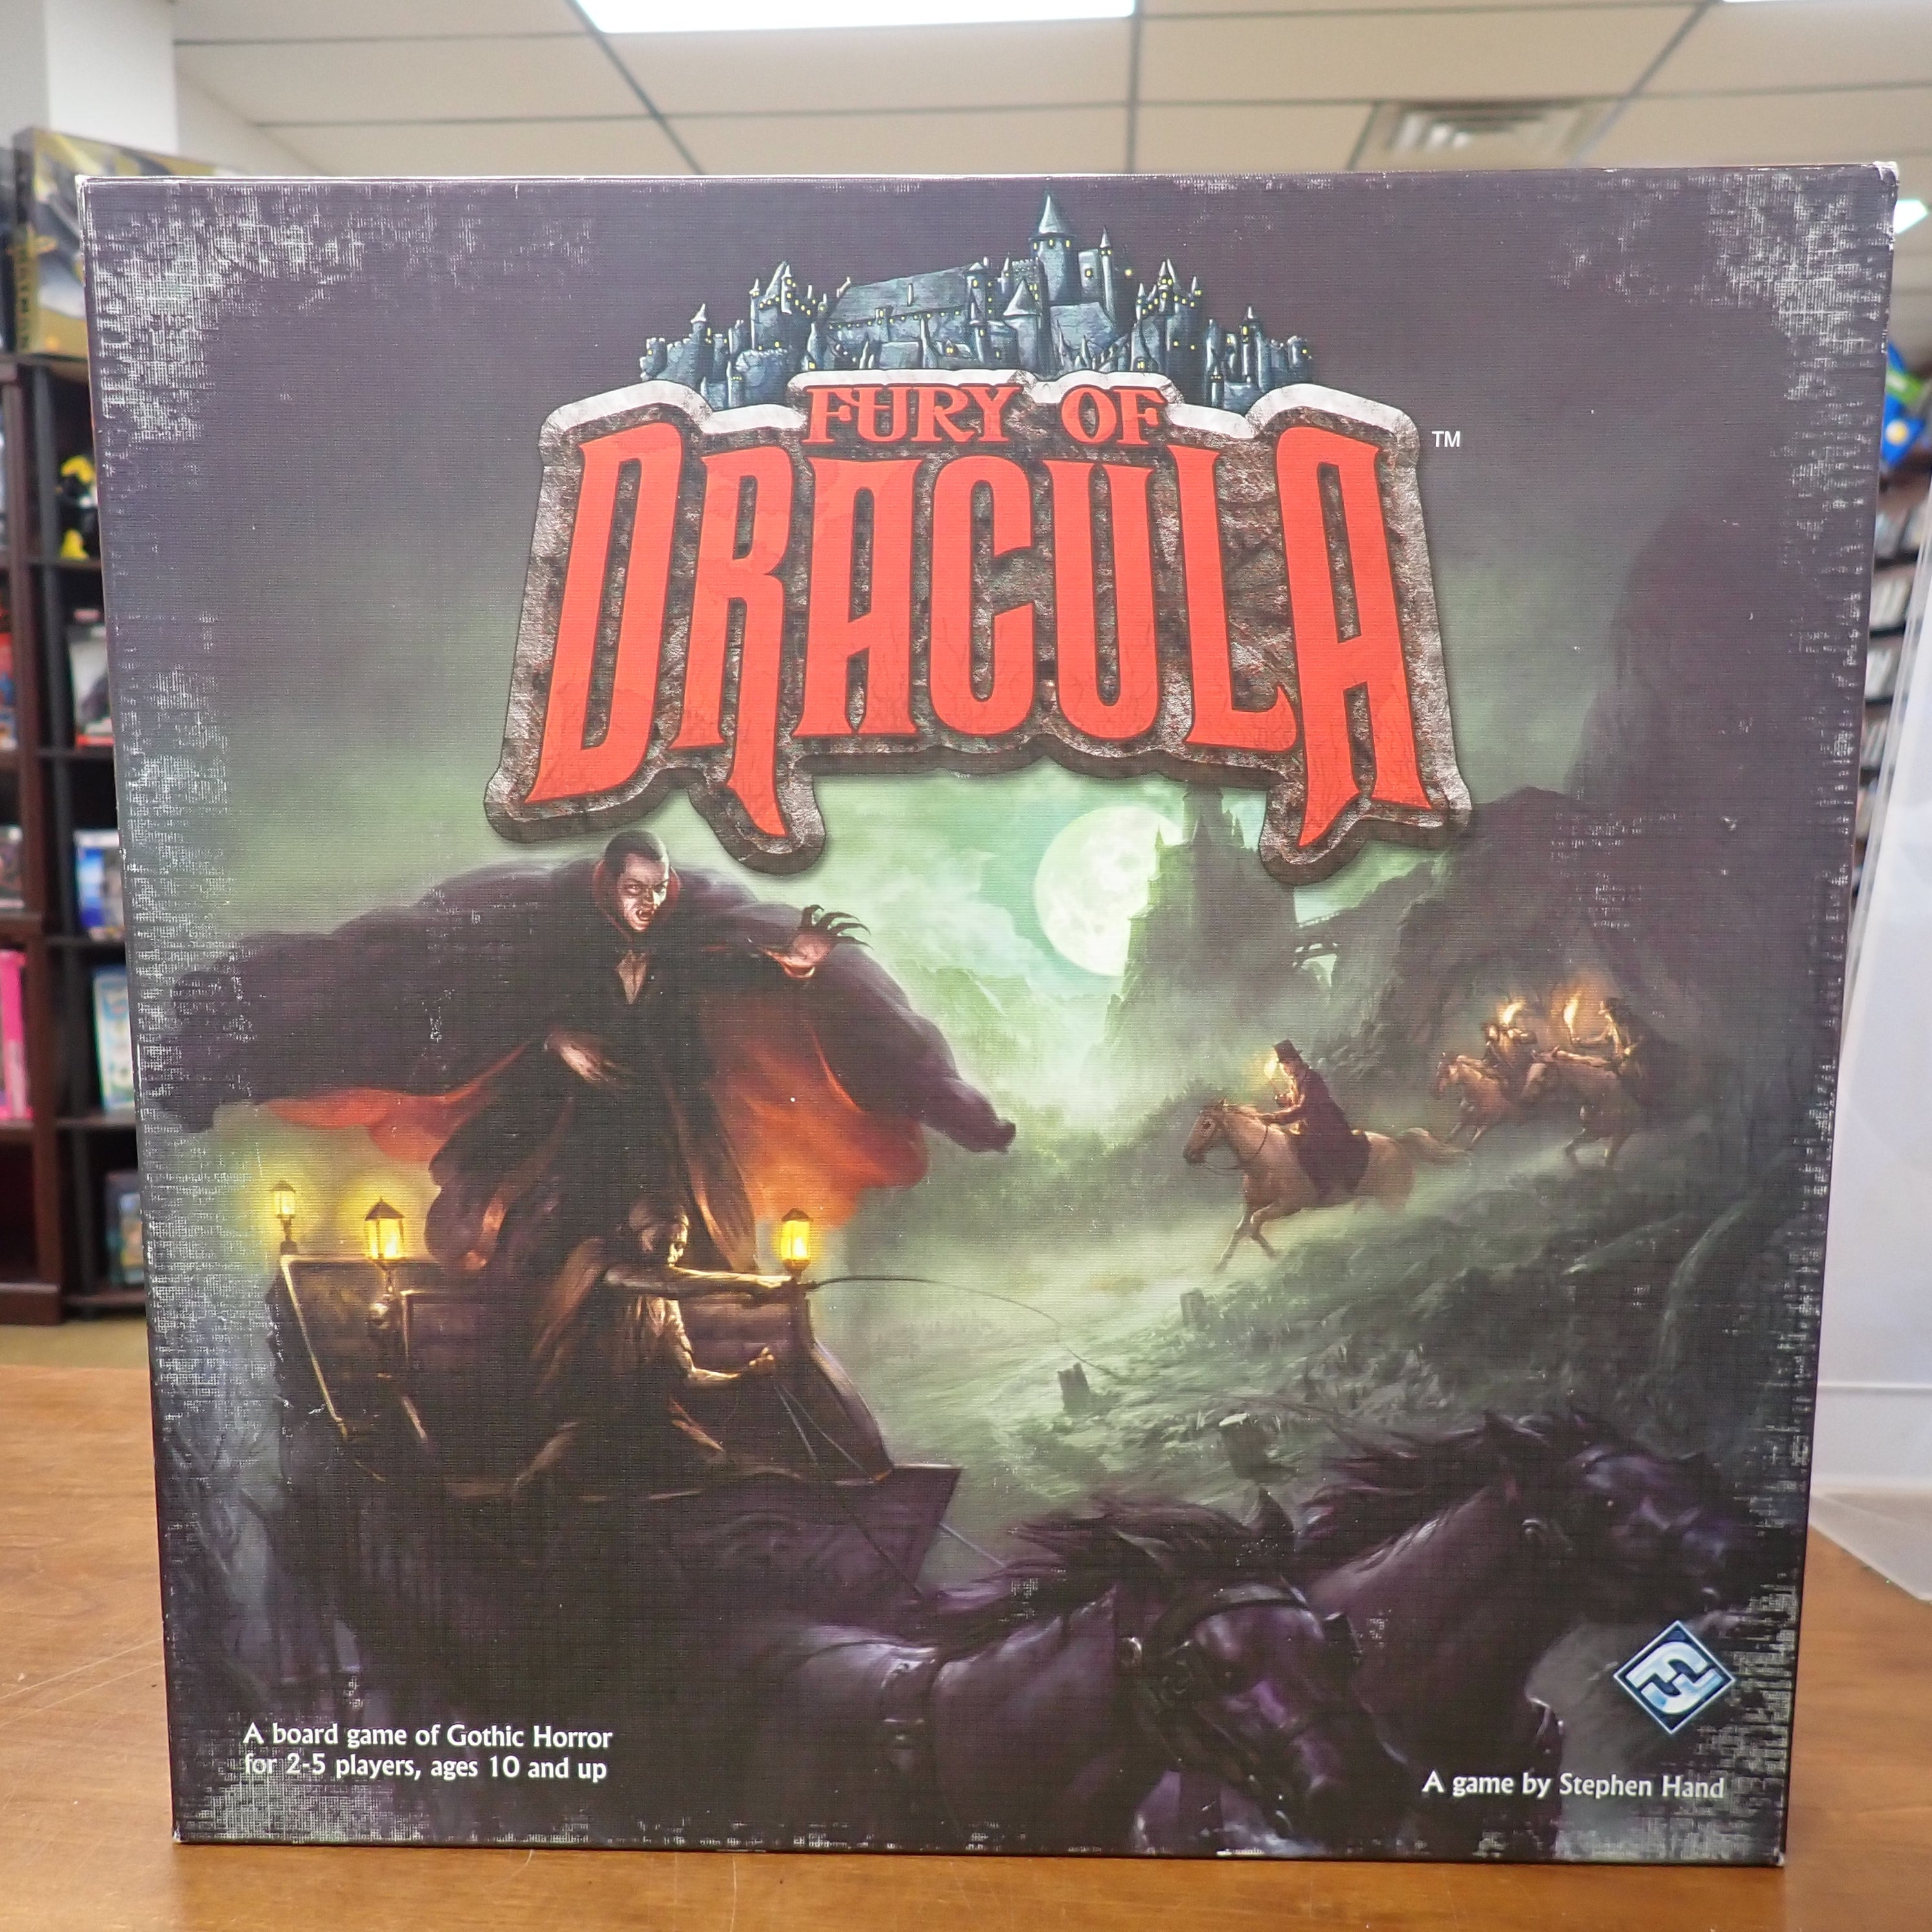 FURY OF
DRACULA
TM
A board game of Gothic Horror
for 2-5 players, ages 10 and up
A game by Stephen Hand